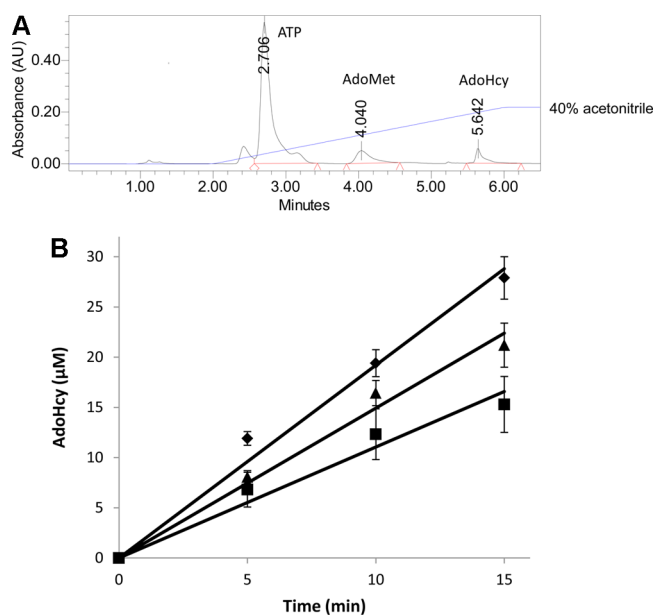 A
Absorbance (AU)
0.40
0.20
0.00
2.706
ATP
AdoMet
4.040
AdoHcy
5.642
40% acetonitrile
1.00 2.00 3.00 4.00 5.00 6.00
Minutes
B
AdoHcy (µM)
30
25
20
15
10
5
0
0 5 10 15
Time (min)